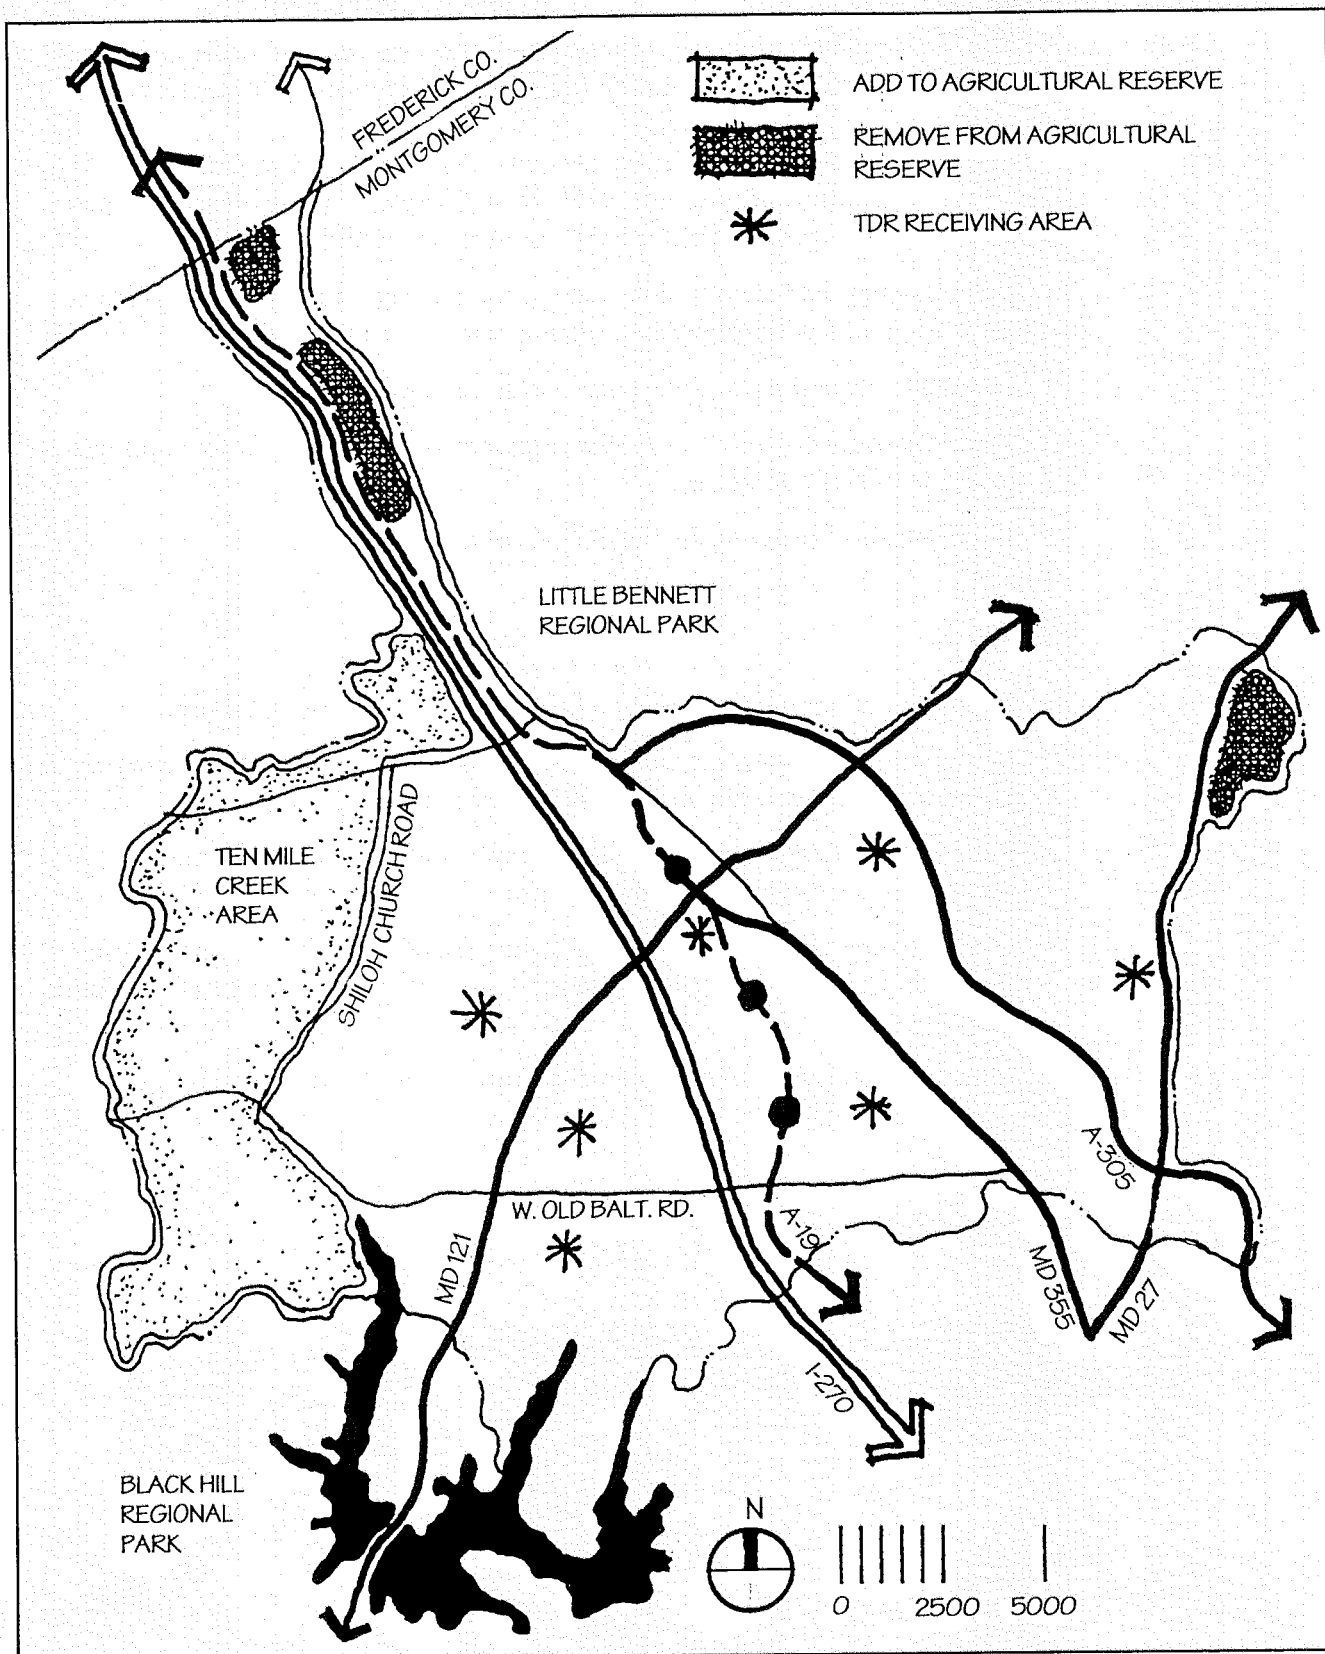 FREDERICK CO.
MONTGOMERY CO.
ADD TO AGRICULTURAL RESERVE
REMOVE FROM AGRICULTURAL
RESERVE
TDR RECEIVING AREA
LITTLE BENNETT
REGIONAL PARK
TEN MILE
CREEK
AREA
SHILOH CHURCH ROAD
A-305
W. OLD BALT. RD.
A-19
MD 121
MD 355
MD 27
I-270
BLACK HILL
REGIONAL
PARK
N
0 2500 5000